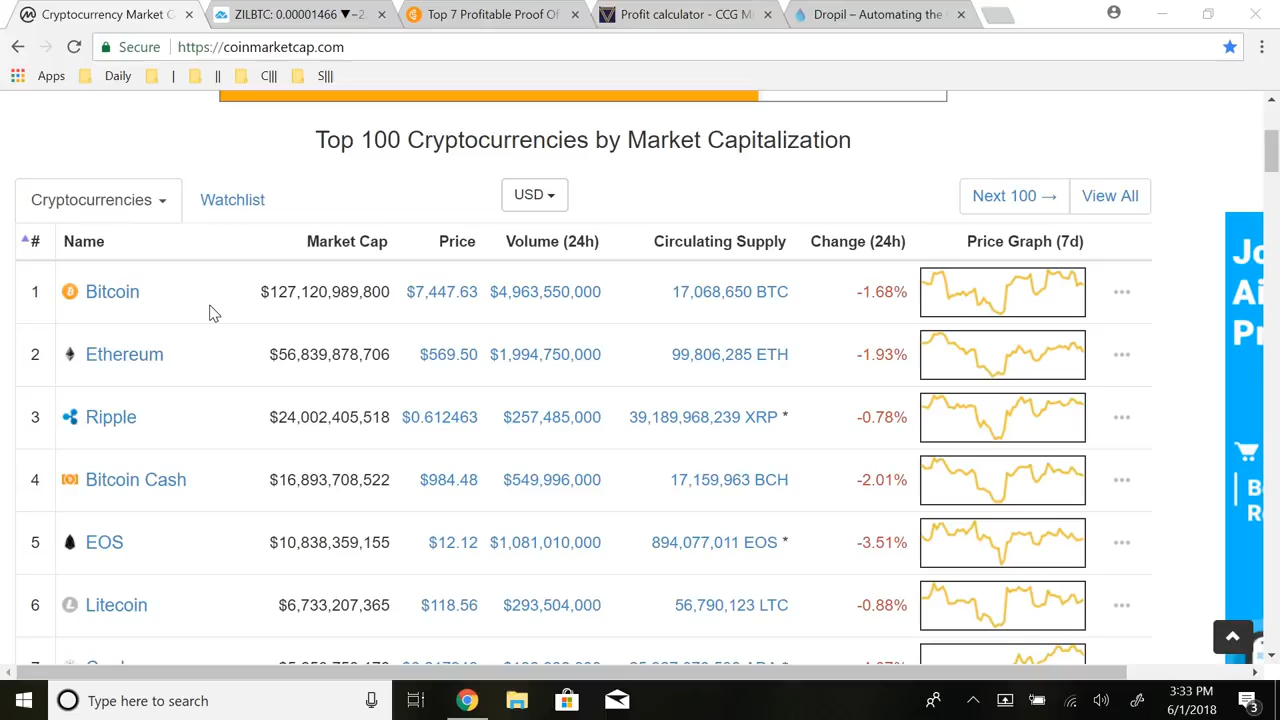 Cryptocurrency Market C
ZILBTC: 0.00001466 ▼−2.
Top 7 Profitable Proof Of
Profit calculator - CCG M
Dropil – Automating the
Secure https://coinmarketcap.com
Apps Daily | || C||| S|||
Top 100 Cryptocurrencies by Market Capitalization
Cryptocurrencies Watchlist USD Next 100 → View All
# Name Market Cap Price Volume (24h) Circulating Supply Change (24h) Price Graph (7d)
1 Bitcoin $127,120,989,800 $7,447.63 $4,963,550,000 17,068,650 BTC -1.68%
2 Ethereum $56,839,878,706 $569.50 $1,994,750,000 99,806,285 ETH -1.93%
3 Ripple $24,002,405,518 $0.612463 $257,485,000 39,189,968,239 XRP * -0.78%
4 Bitcoin Cash $16,893,708,522 $984.48 $549,996,000 17,159,963 BCH -2.01%
5 EOS $10,838,359,155 $12.12 $1,081,010,000 894,077,011 EOS * -3.51%
6 Litecoin $6,733,207,365 $118.56 $293,504,000 56,790,123 LTC -0.88%
Jo
Ai
Pr
Be
Re
Type here to search
3:33 PM
6/1/2018
3